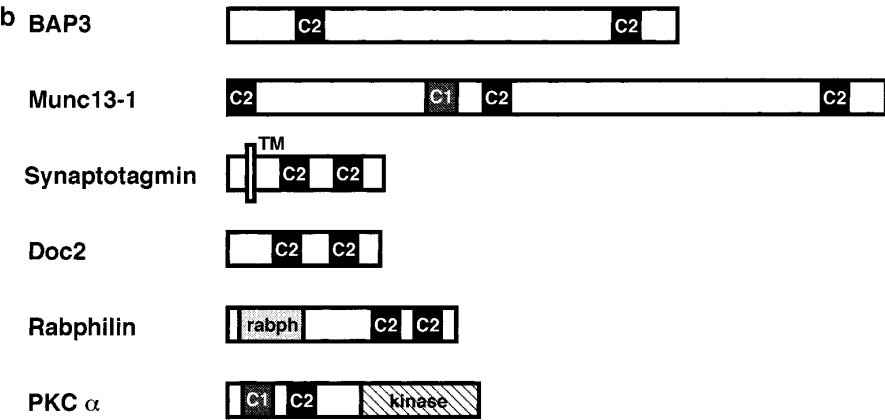 b BAP3 C2 C2
Munc13-1 C2 C1 C2 C2
TM
Synaptotagmin C2 C2
Doc2 C2 C2
Rabphilin rabph C2 C2
PKC α C1 C2 kinase